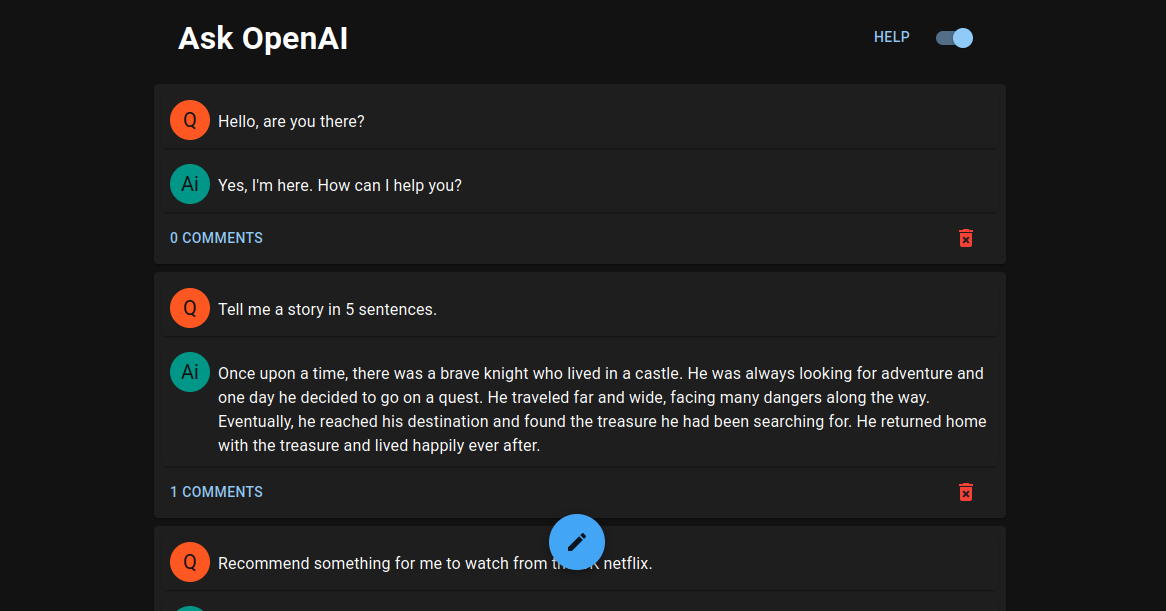 Ask OpenAI
HELP
Q
Hello, are you there?
Ai
Yes, I'm here. How can I help you?
0 COMMENTS
Q
Tell me a story in 5 sentences.
Ai
Once upon a time, there was a brave knight who lived in a castle. He was always looking for adventure and
one day he decided to go on a quest. He traveled far and wide, facing many dangers along the way.
Eventually, he reached his destination and found the treasure he had been searching for. He returned home
with the treasure and lived happily ever after.
1 COMMENTS
Q
Recommend something for me to watch from netflix.